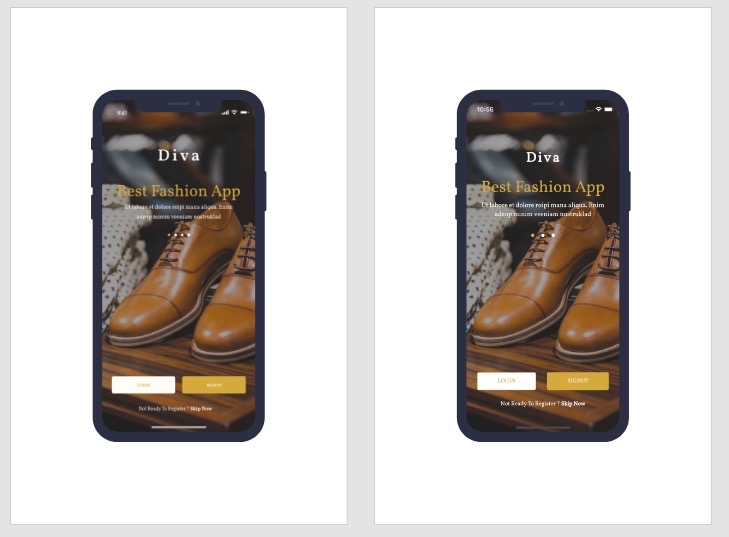 9:41
Diva
Best Fashion App
Ut labore et dolore roipi mana aliqua. Enim
adeop minim veeniam nostruklad
LOGIN
SIGNUP
Not Ready To Register ? Skip Now
10:55
Diva
Best Fashion App
Ut labore et dolore roipi mana aliqua. Enim
adeop minim veeniam nostruklad
LOGIN
SIGNUP
Not Ready To Register ? Skip Now